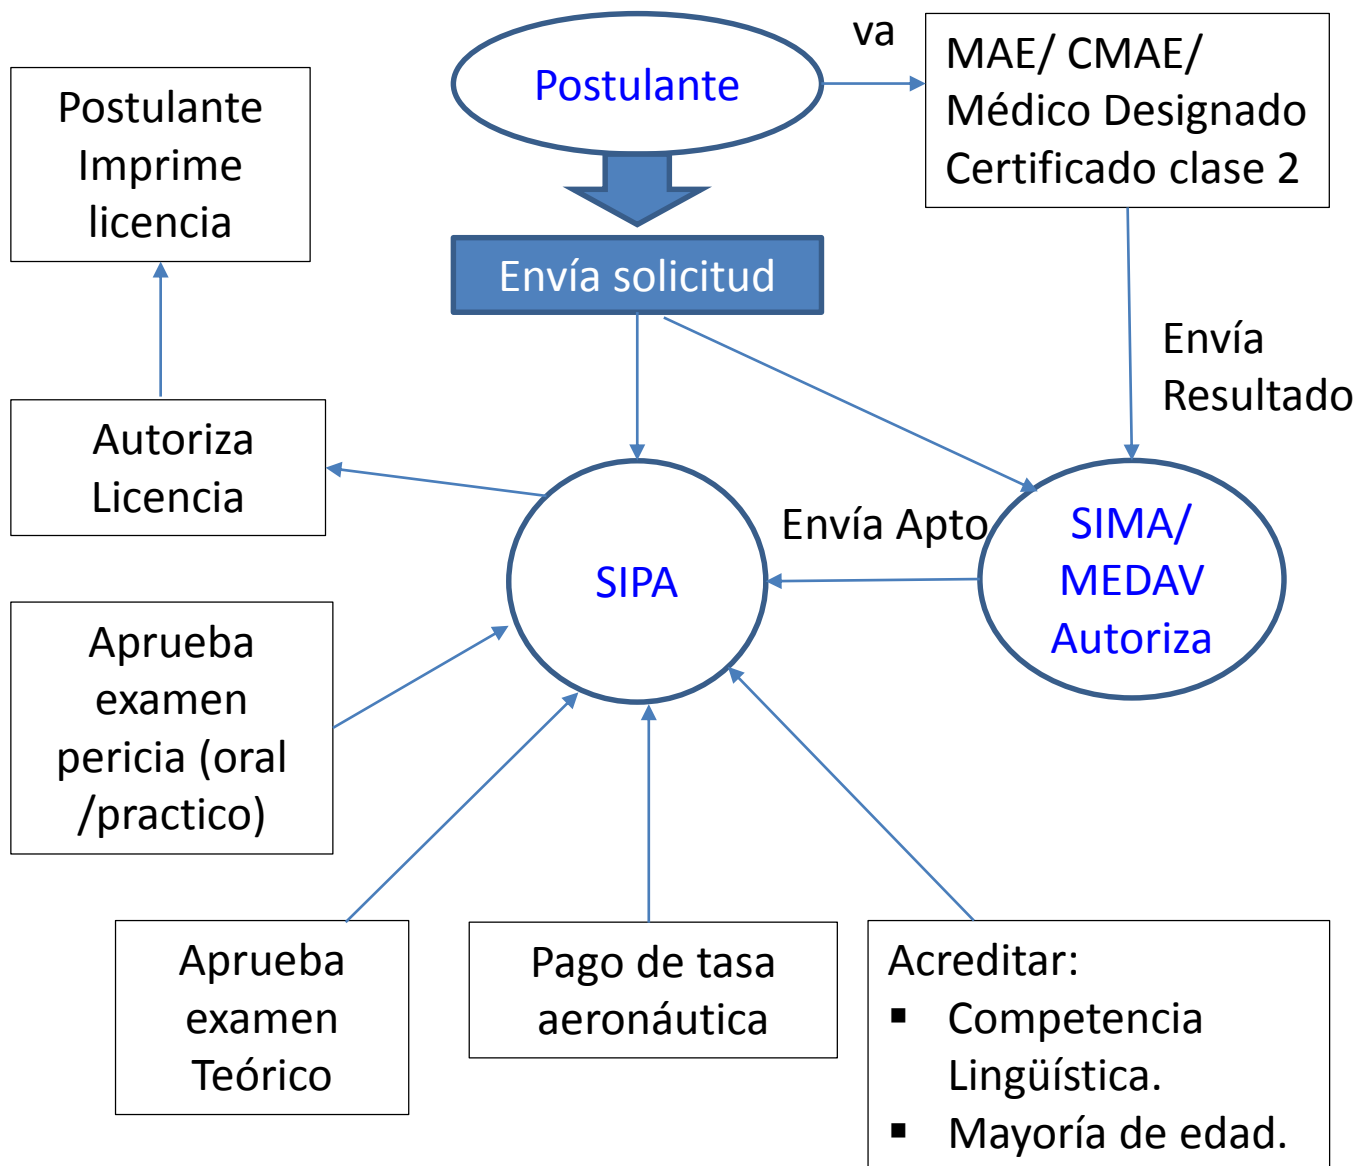 Postulante
va
MAE/ CMAE/
Médico Designado
Certificado clase 2
Postulante
Imprime
licencia
Envía solicitud
Envía
Resultado
Autoriza
Licencia
Envía Apto
SIPA
SIMA/
MEDAV
Autoriza
Aprueba
examen
pericia (oral
/practico)
Aprueba
examen
Teórico
Pago de tasa
aeronáutica
Acreditar:
▪ Competencia
Lingüística.
▪ Mayoría de edad.